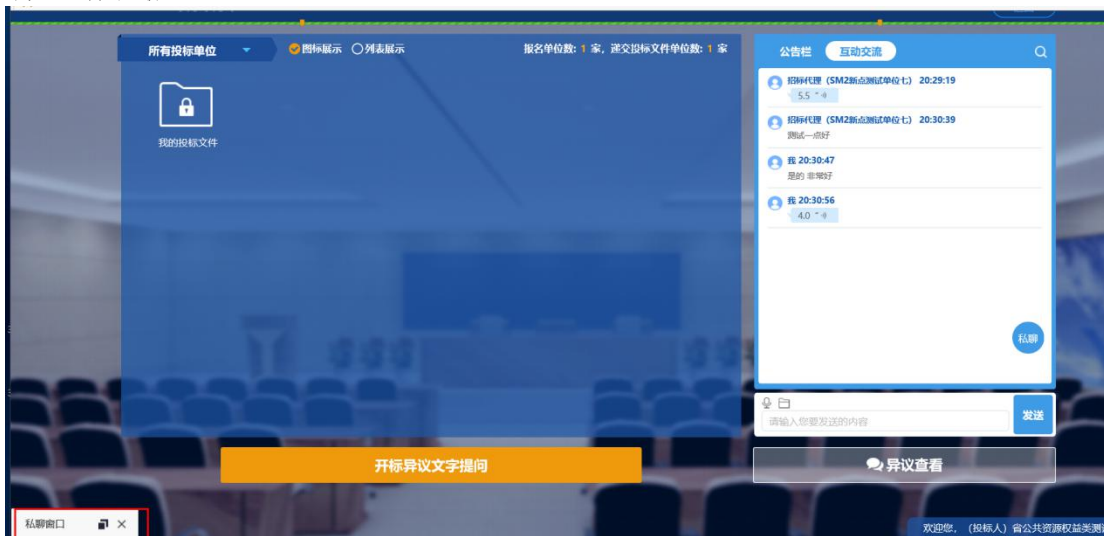 所有投标单位
图标展示 列表展示
报名单位数: 1 家, 递交投标文件单位数: 1 家
我的投标文件
公告栏 互动交流
招标代理（SM2新点测试单位七） 20:29:19
5.5 "
招标代理（SM2新点测试单位七） 20:30:39
测试一点好
我 20:30:47
是的 非常好
我 20:30:56
4.0 "
私聊
请输入您要发送的内容
发送
开标异议文字提问
异议查看
私聊窗口
欢迎您, （投标人）省公共资源权益类测